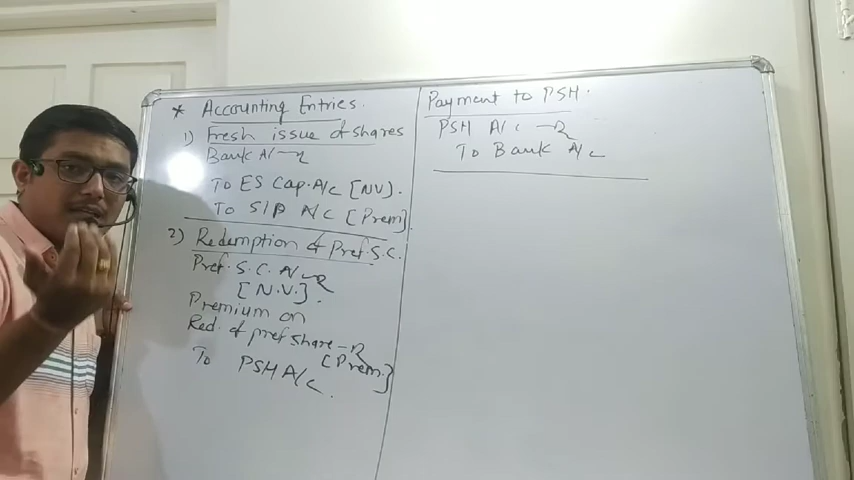 * Accounting Entries.
1) Fresh issue of shares
Bank A/c Dr
To ES Cap. A/c [NV].
To S/P A/c [Prem].
2) Redemption of Pref. S.C.
Pref. S.C. A/c Dr
[N.V.].
Premium on
Red. of pref share - Dr
[Prem.]
To PSH A/c.
Payment to PSH.
PSH A/c Dr
To Bank A/c